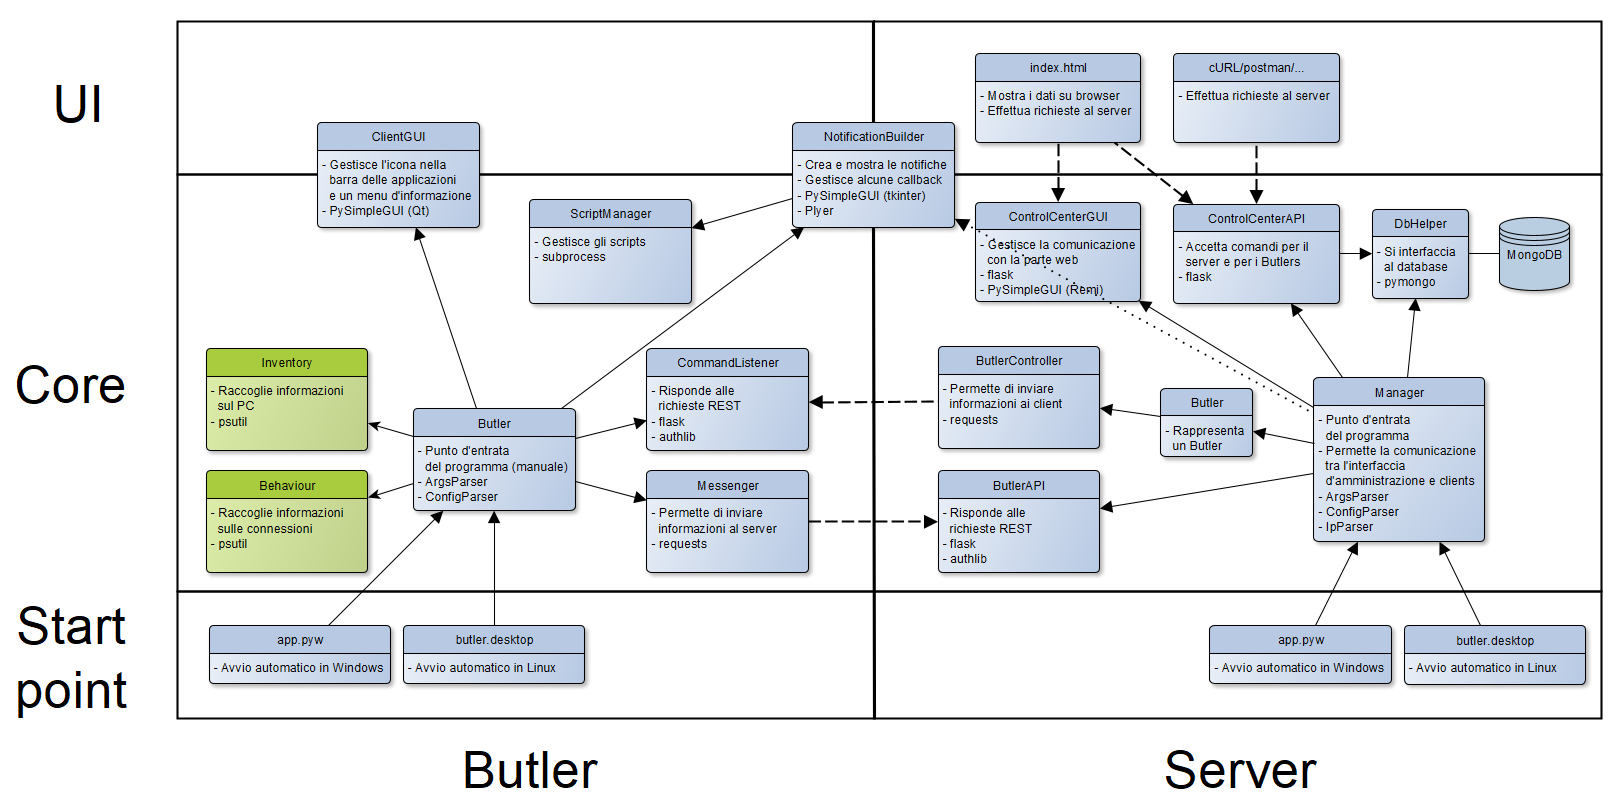 UI
index.html
- Mostra i dati su browser
- Effettua richieste al server
cURL/postman/...
- Effettua richieste al server
ClientGUI
- Gestisce l'icona nella
barra delle applicazioni
e un menu d'informazione
- PySimpleGUI (Qt)
NotificationBuilder
- Crea e mostra le notifiche
- Gestisce alcune callback
- PySimpleGUI (tkinter)
- Plyer
Core
ScriptManager
- Gestisce gli scripts
- subprocess
ControlCenterGUI
- Gestisce la comunicazione
con la parte web
- flask
- PySimpleGUI (Remi)
ControlCenterAPI
- Accetta comandi per il
server e per i Butlers
- flask
DbHelper
- Si interfaccia
al database
- pymongo
MongoDB
Inventory
- Raccoglie informazioni
sul PC
- psutil
CommandListener
- Risponde alle
richieste REST
- flask
- authlib
ButlerController
- Permette di inviare
informazioni ai client
- requests
Butler
- Rappresenta
un Butler
Manager
- Punto d'entrata
del programma
- Permette la comunicazione
tra l'interfaccia
d'amministrazione e clients
- ArgsParser
- ConfigParser
- IpParser
Butler
- Punto d'entrata
del programma (manuale)
- ArgsParser
- ConfigParser
Behaviour
- Raccoglie informazioni
sulle connessioni
- psutil
Messenger
- Permette di inviare
informazioni al server
- requests
ButlerAPI
- Risponde alle
richieste REST
- flask
- authlib
Start
point
app.pyw
- Avvio automatico in Windows
butler.desktop
- Avvio automatico in Linux
app.pyw
- Avvio automatico in Windows
butler.desktop
- Avvio automatico in Linux
Butler
Server